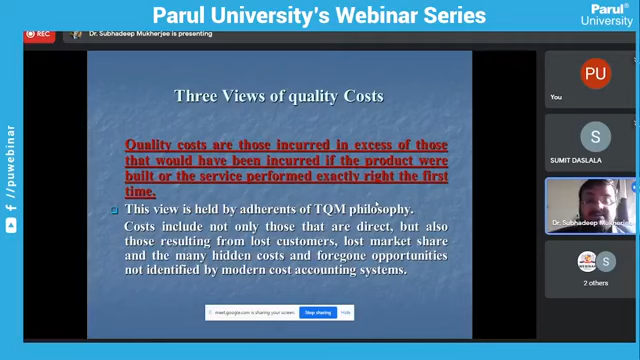 Parul University's Webinar Series
Parul®
University
REC
Dr. Subhadeep Mukherjee is presenting
Three Views of quality Costs
Quality costs are those incurred in excess of those
that would have been incurred if the product were
built or the service performed exactly right the first
time.
This view is held by adherents of TQM philosophy.
Costs include not only those that are direct, but also
those resulting from lost customers, lost market share
and the many hidden costs and foregone opportunities
not identified by modern cost accounting systems.
meet.google.com is sharing your screen.
Stop sharing
Hide
PU
You
S
SUMIT DASLALA
Dr. Subhadeep Mukherjee
S
2 others
/puwebinar